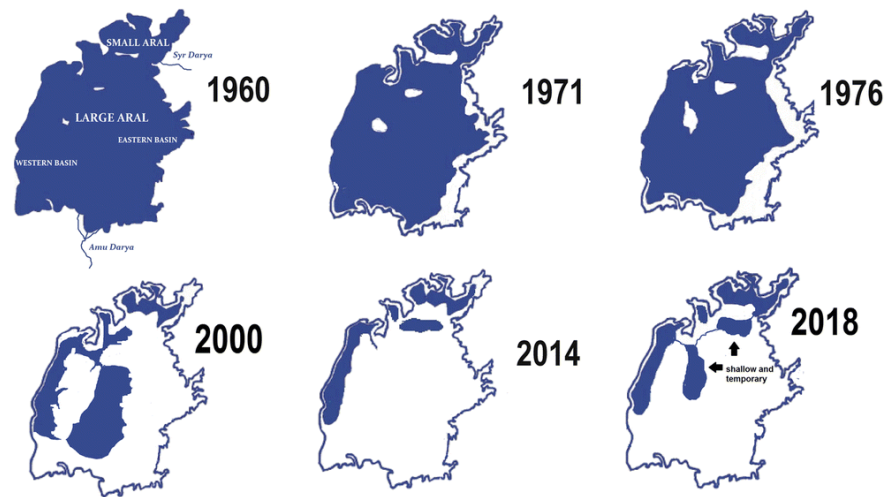 SMALL ARAL
Syr Darya
1960
LARGE ARAL
EASTERN BASIN
WESTERN BASIN
Amu Darya
1971
1976
2000
2014
2018
shallow and
temporary